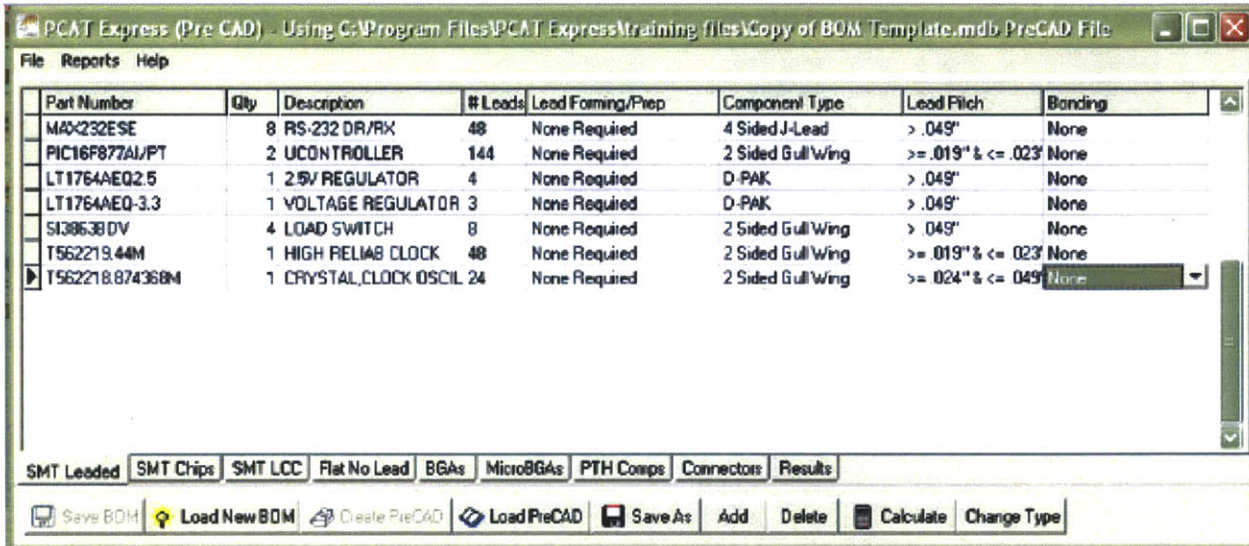 PCAT Express (Pre CAD) - Using C:\Program Files\PCAT Express\training files\Copy of BOM Template.mdb PreCAD File
File Reports Help
Part Number Qty Description # Leads Lead Forming/Prep Component Type Lead Pitch Bonding
MAX232ESE 8 RS-232 DR/RX 48 None Required 4 Sided J-Lead > .049" None
PIC16F877AI/PT 2 UCONTROLLER 144 None Required 2 Sided Gull Wing >= .019" & <= .023" None
LT1764AEQ2.5 1 2.5V REGULATOR 4 None Required D-PAK > .049" None
LT1764AEQ-3.3 1 VOLTAGE REGULATOR 3 None Required D-PAK > .049" None
SI3863BDV 4 LOAD SWITCH 8 None Required 2 Sided Gull Wing > .049" None
T562219.44M 1 HIGH RELIAB CLOCK 48 None Required 2 Sided Gull Wing >= .019" & <= .023" None
T562218.874368M 1 CRYSTAL,CLOCK OSCIL 24 None Required 2 Sided Gull Wing >= .024" & <= .049" None
SMT Leaded SMT Chips SMT LCC Flat No Lead BGAs MicroBGAs PTH Comps Connectors Results
Save BOM Load New BOM Create PreCAD Load PreCAD Save As Add Delete Calculate Change Type